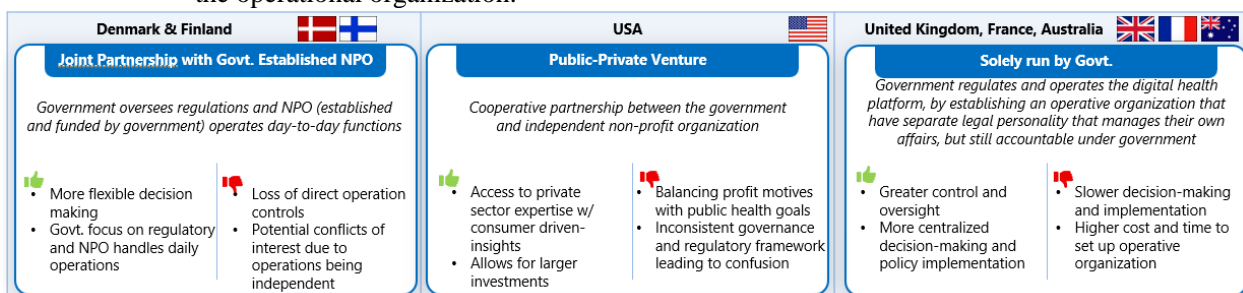 the operational organization.
Denmark & Finland
Joint Partnership with Govt. Established NPO
Government oversees regulations and NPO (established
and funded by government) operates day-to-day functions
• More flexible decision
making
• Govt. focus on regulatory
and NPO handles daily
operations
• Loss of direct operation
controls
• Potential conflicts of
interest due to
operations being
independent
USA
Public-Private Venture
Cooperative partnership between the government
and independent non-profit organization
• Access to private
sector expertise w/
consumer driven-
insights
• Allows for larger
investments
• Balancing profit motives
with public health goals
• Inconsistent governance
and regulatory framework
leading to confusion
United Kingdom, France, Australia
Solely run by Govt.
Government regulates and operates the digital health
platform, by establishing an operative organization that
have separate legal personality that manages their own
affairs, but still accountable under government
• Greater control and
oversight
• More centralized
decision-making and
policy implementation
• Slower decision-making
and implementation
• Higher cost and time to
set up operative
organization